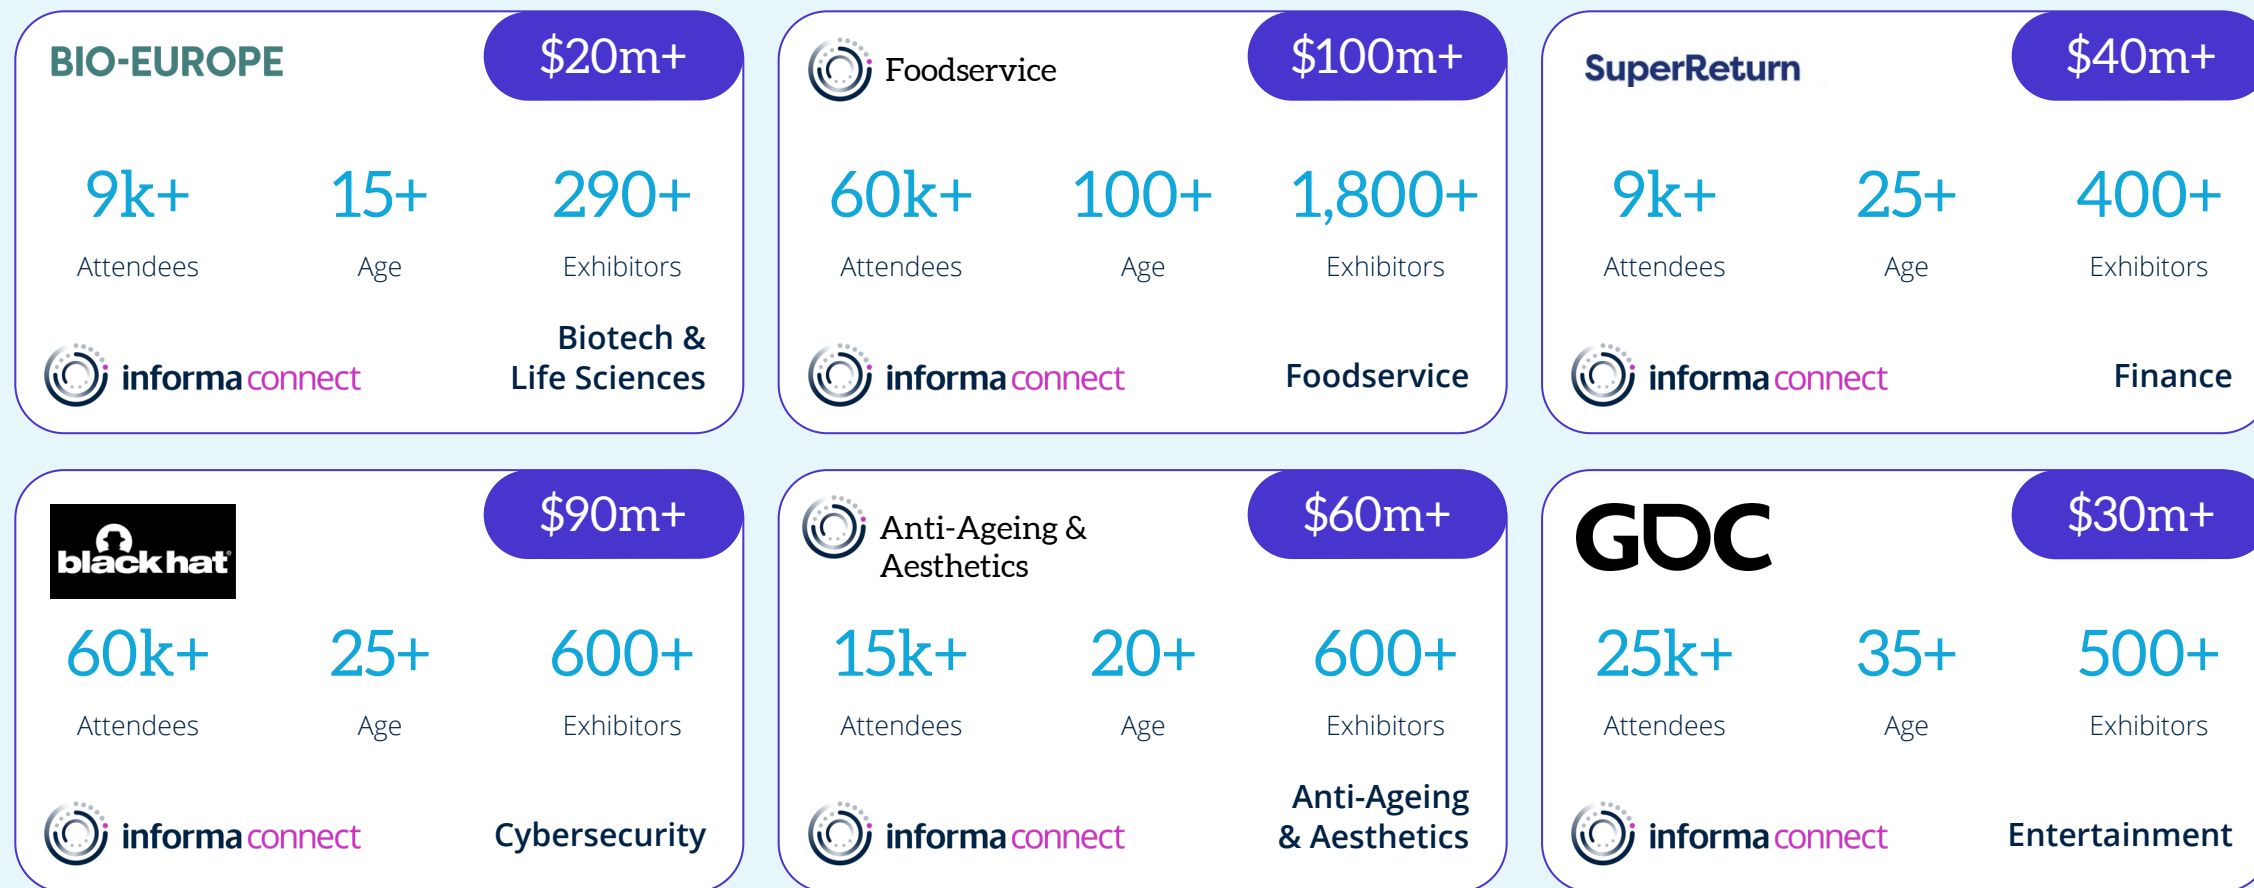 BIO-EUROPE
$20m+
9k+
15+
290+
Attendees
Age
Exhibitors
informa connect
Biotech &
Life Sciences
Foodservice
$100m+
60k+
100+
1,800+
Attendees
Age
Exhibitors
informa connect
Foodservice
SuperReturn
$40m+
9k+
25+
400+
Attendees
Age
Exhibitors
informa connect
Finance
black hat®
$90m+
60k+
25+
600+
Attendees
Age
Exhibitors
informa connect
Cybersecurity
Anti-Ageing &
Aesthetics
$60m+
15k+
20+
600+
Attendees
Age
Exhibitors
informa connect
Anti-Ageing
& Aesthetics
GDC
$30m+
25k+
35+
500+
Attendees
Age
Exhibitors
informa connect
Entertainment